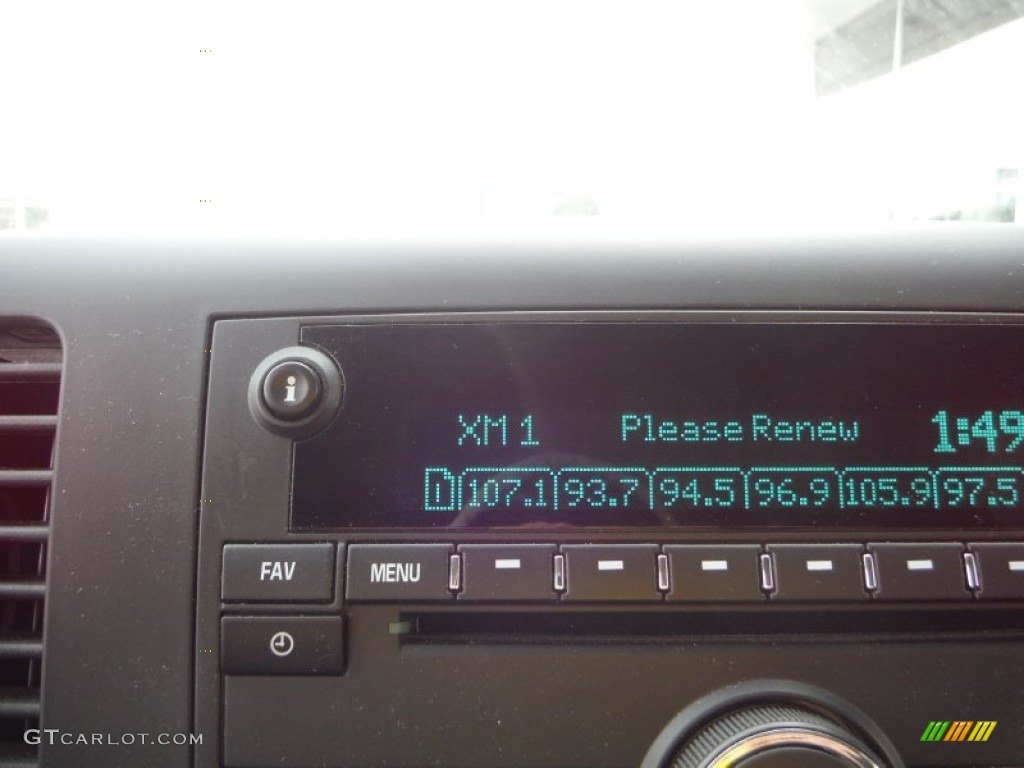 i
XM 1 Please Renew 1:49
1 107.1 93.7 94.5 96.9 105.9 97.5
FAV MENU
GTCARLOT.COM